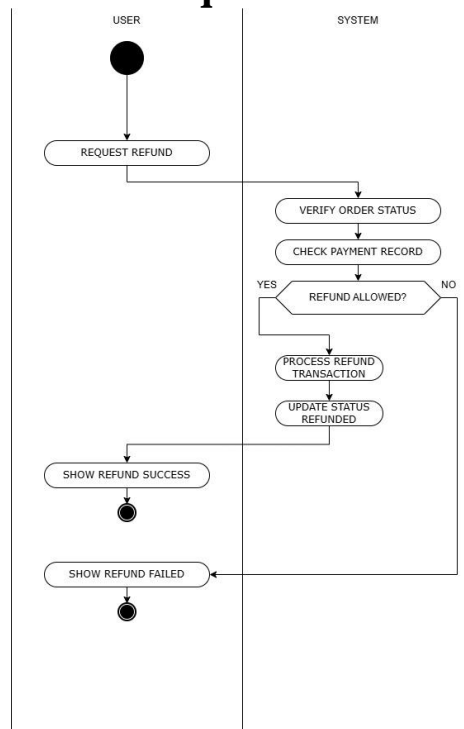 USER
SYSTEM
REQUEST REFUND
VERIFY ORDER STATUS
CHECK PAYMENT RECORD
YES
REFUND ALLOWED?
NO
PROCESS REFUND
TRANSACTION
UPDATE STATUS
REFUNDED
SHOW REFUND SUCCESS
SHOW REFUND FAILED